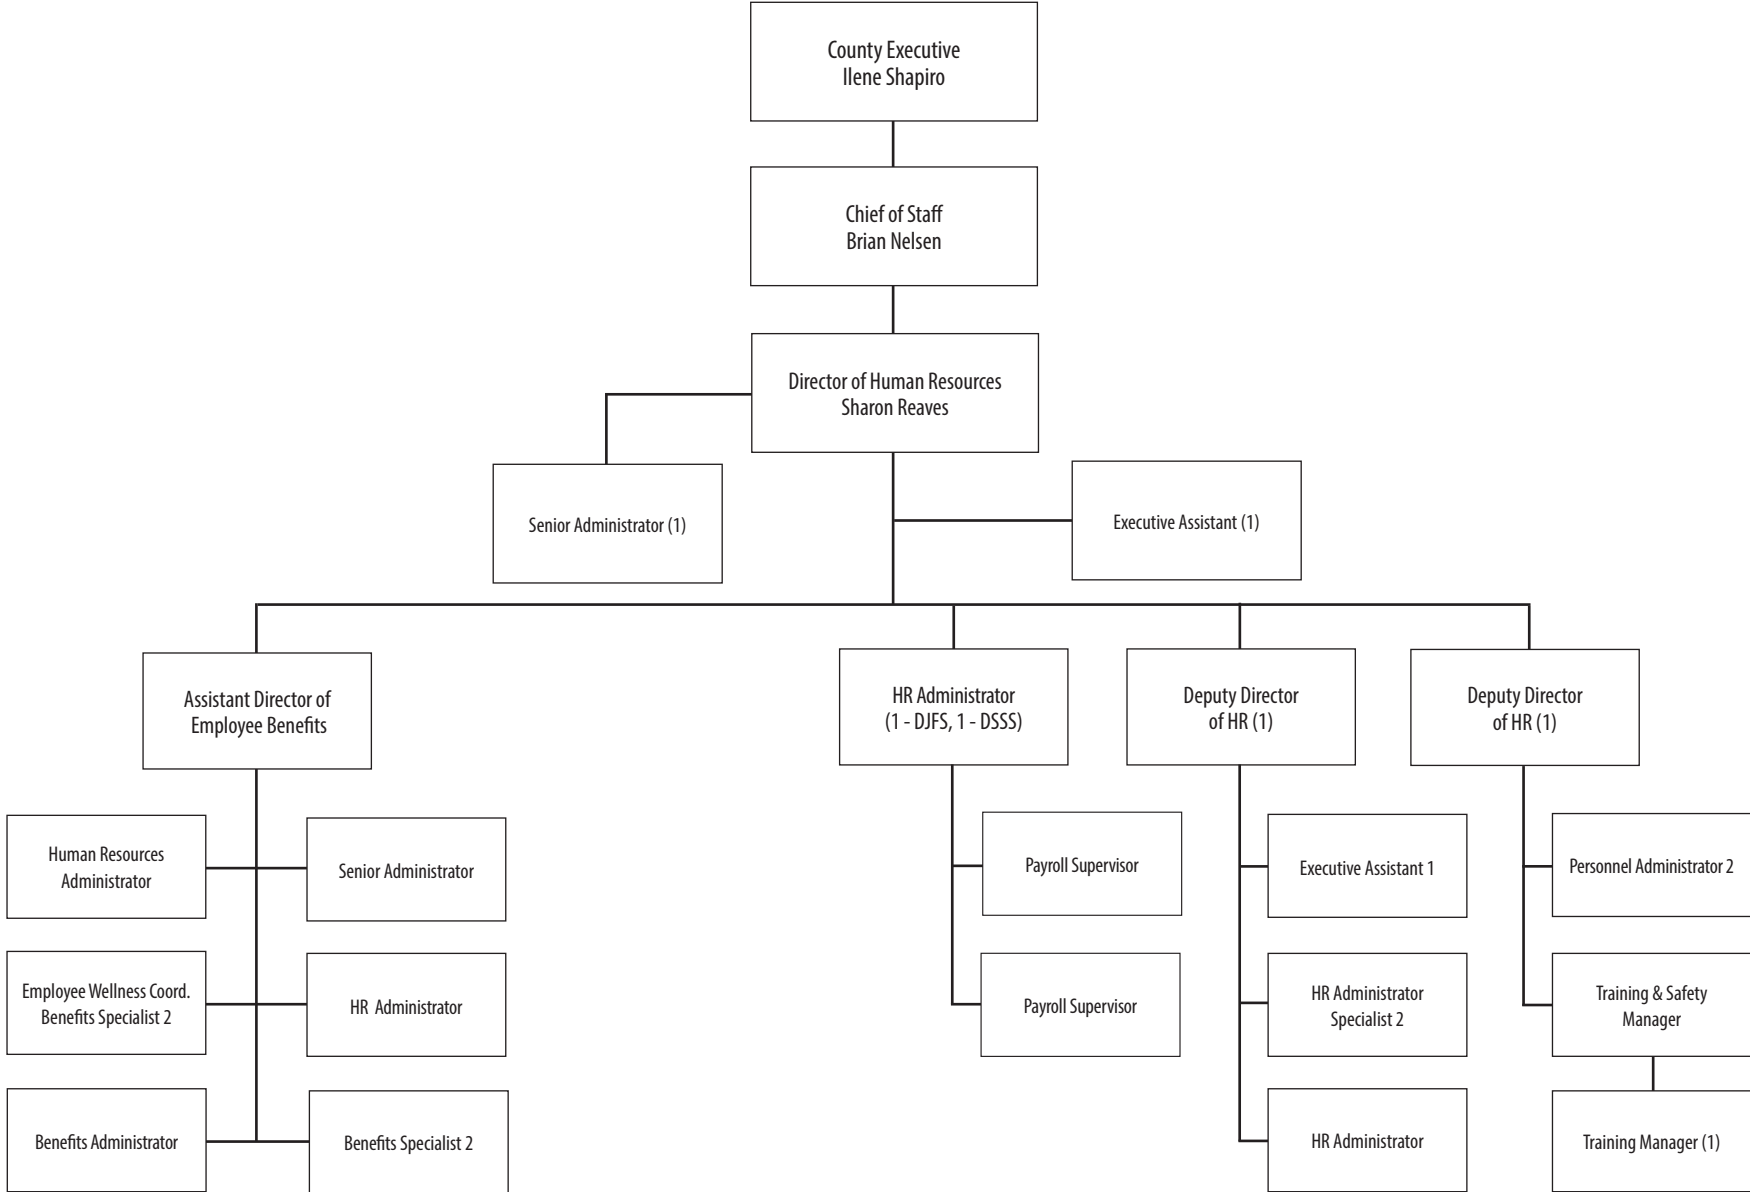 County Executive
Ilene Shapiro
Chief of Staff
Brian Nelsen
Director of Human Resources
Sharon Reaves
Senior Administrator (1)
Executive Assistant (1)
Assistant Director of
Employee Benefits
HR Administrator
(1 - DJFS, 1 - DSSS)
Deputy Director
of HR (1)
Deputy Director
of HR (1)
Human Resources
Administrator
Senior Administrator
Payroll Supervisor
Executive Assistant 1
Personnel Administrator 2
Employee Wellness Coord.
Benefits Specialist 2
HR  Administrator
Payroll Supervisor
HR Administrator
Specialist 2
Training & Safety
Manager
Benefits Administrator
Benefits Specialist 2
HR Administrator
Training Manager (1)